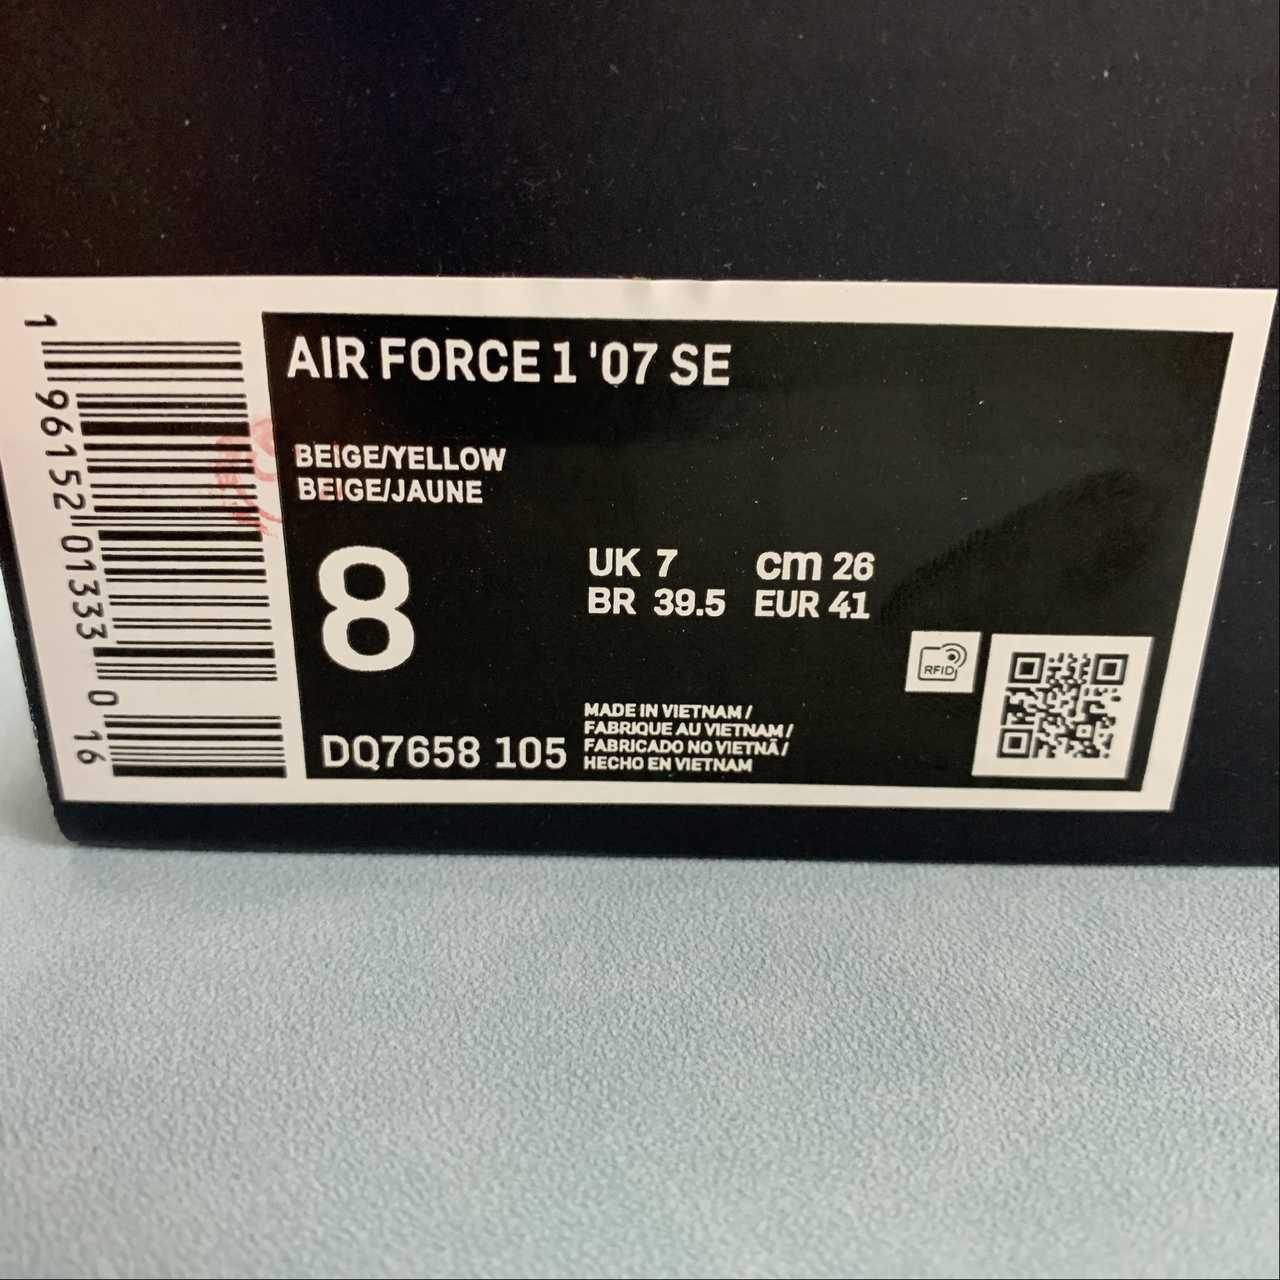 AIR FORCE 1 '07 SE
BEIGE/YELLOW
BEIGE/JAUNE
8
UK 7 cm 26
BR 39.5 EUR 41
RFID
DQ7658 105
MADE IN VIETNAM /
FABRIQUE AU VIETNAM /
FABRICADO NO VIETNÃ /
HECHO EN VIETNAM
1 96152 01333 0 16